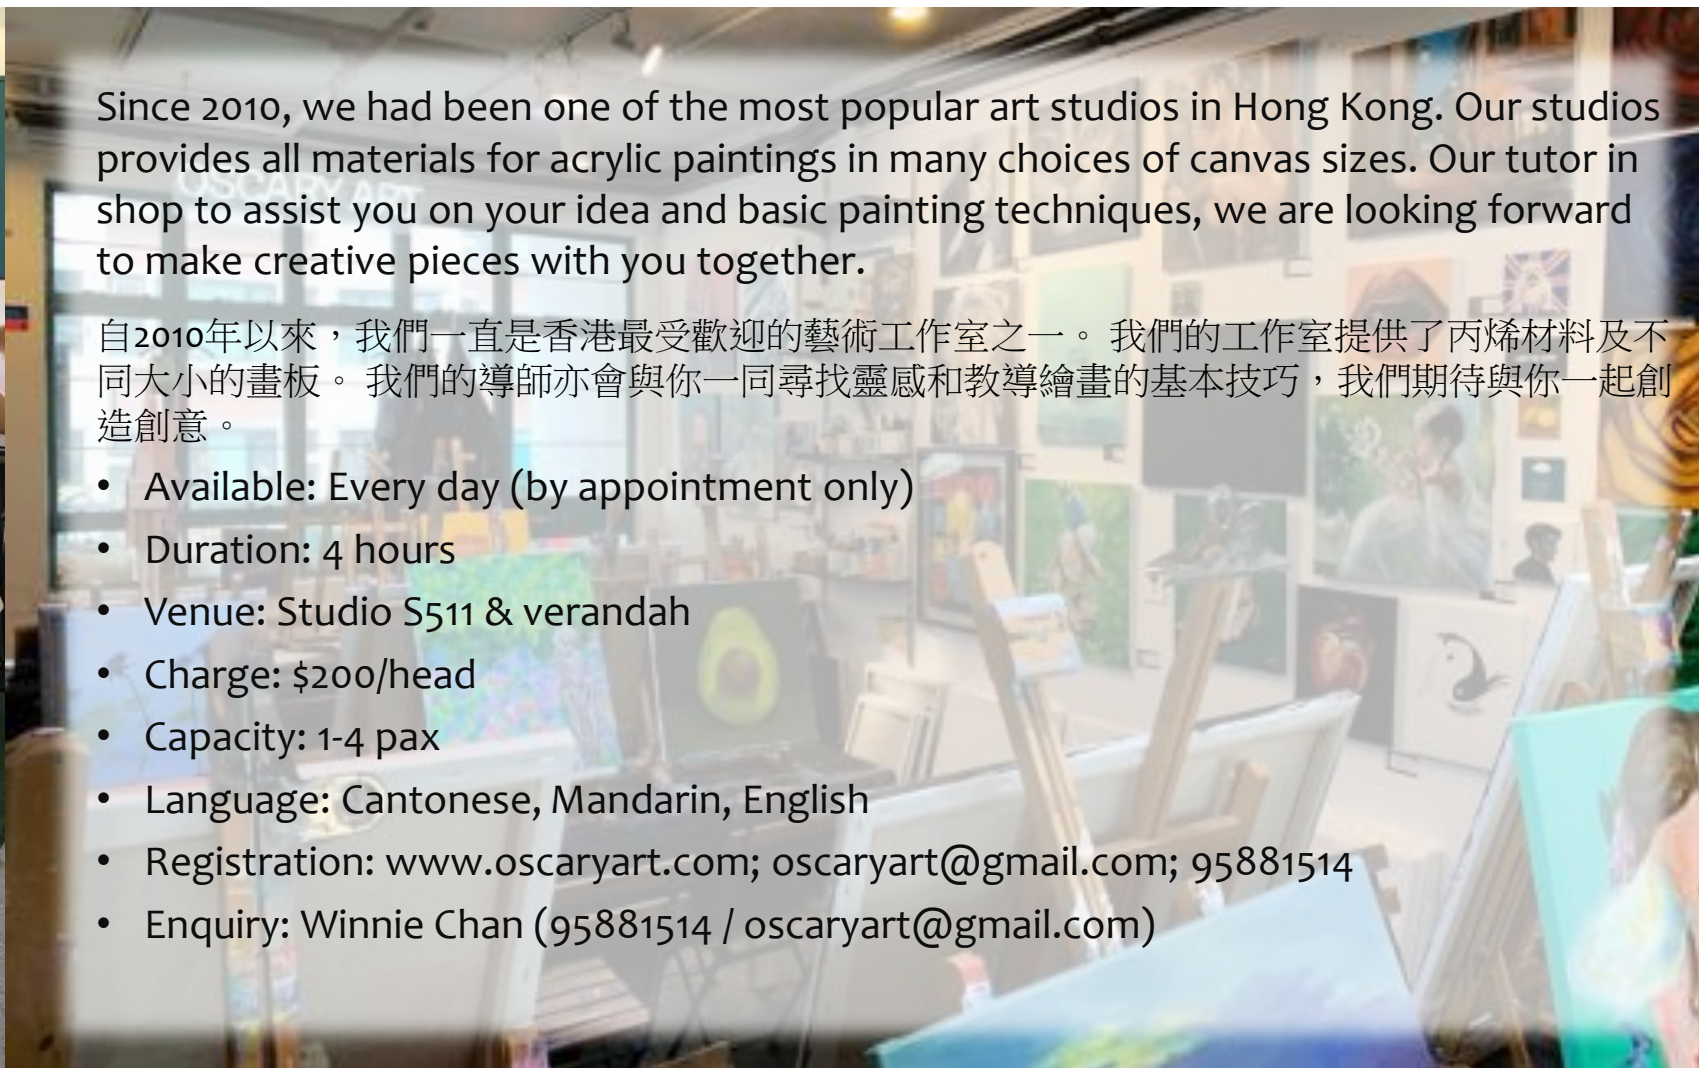 OSCARY ART
Since 2010, we had been one of the most popular art studios in Hong Kong. Our studios
provides all materials for acrylic paintings in many choices of canvas sizes. Our tutor in
shop to assist you on your idea and basic painting techniques, we are looking forward
to make creative pieces with you together.
自2010年以來，我們一直是香港最受歡迎的藝術工作室之一。 我們的工作室提供了丙烯材料及不
同大小的畫板。 我們的導師亦會與你一同尋找靈感和教導繪畫的基本技巧，我們期待與你一起創
造創意。
• Available: Every day (by appointment only)
• Duration: 4 hours
• Venue: Studio S511 & verandah
• Charge: $200/head
• Capacity: 1-4 pax
• Language: Cantonese, Mandarin, English
• Registration: www.oscaryart.com; oscaryart@gmail.com; 95881514
• Enquiry: Winnie Chan (95881514 / oscaryart@gmail.com)